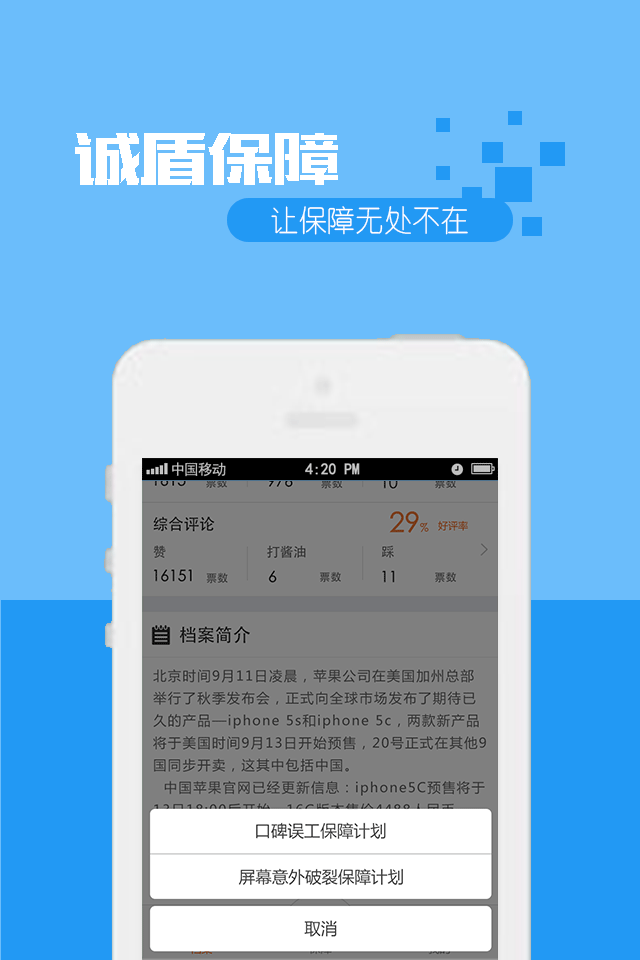 诚盾保障
让保障无处不在
中国移动 4:20 PM
票数 票数 票数
综合评论 29% 好评率
赞 打酱油 踩
16151 票数 6 票数 11 票数
档案简介
北京时间9月11日凌晨，苹果公司在美国加州总部
举行了秋季发布会，正式向全球市场发布了期待已
久的产品—iphone 5s和iphone 5c，两款新产品
将于美国时间9月13日开始预售，20号正式在其他9
国同步开卖，这其中包括中国。
中国苹果官网已经更新信息：iphone5C预售将于
口碑误工保障计划
屏幕意外破裂保障计划
取消